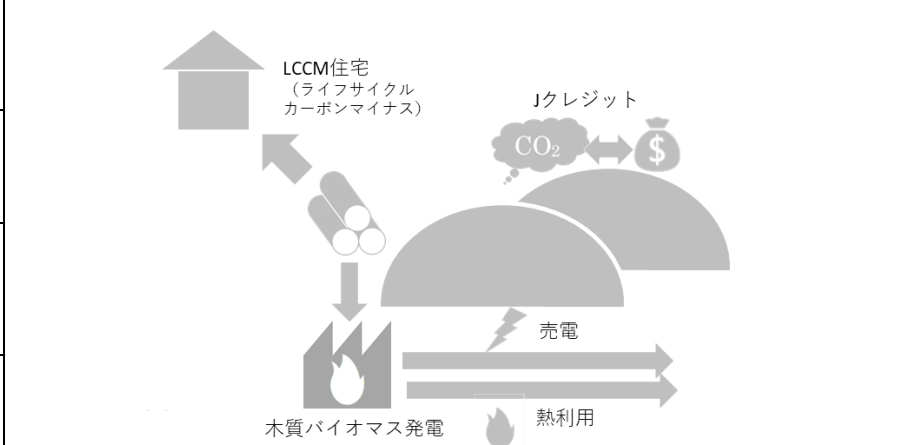 LCCM住宅
（ライフサイクル
カーボンマイナス）
Jクレジット
CO₂
$
売電
熱利用
木質バイオマス発電